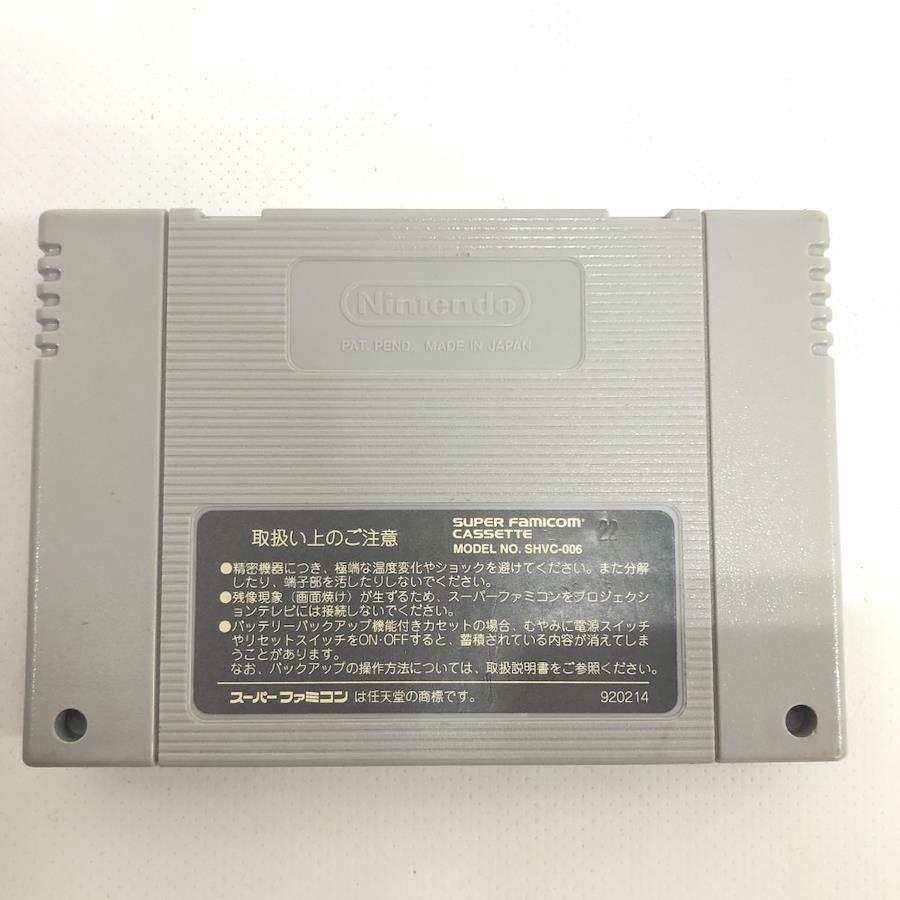 Nintendo
PAT. PEND. MADE IN JAPAN
取扱い上のご注意
SUPER FAMICOM
CASSETTE
MODEL NO. SHVC-006
22
●精密機器につき、極端な温度変化やショックを避けてください。また分解
したり、端子部を汚したりしないでください。
●残像現象（画面焼け）が生ずるため、スーパーファミコンをプロジェクシ
ョンテレビには接続しないでください。
●バッテリーバックアップ機能付きカセットの場合、むやみに電源スイッチ
やリセットスイッチをON·OFFすると、蓄積されている内容が消えてしま
うことがあります。
なお、バックアップの操作方法については、取扱説明書をご参照ください。
スーパーファミコン は任天堂の商標です。
920214